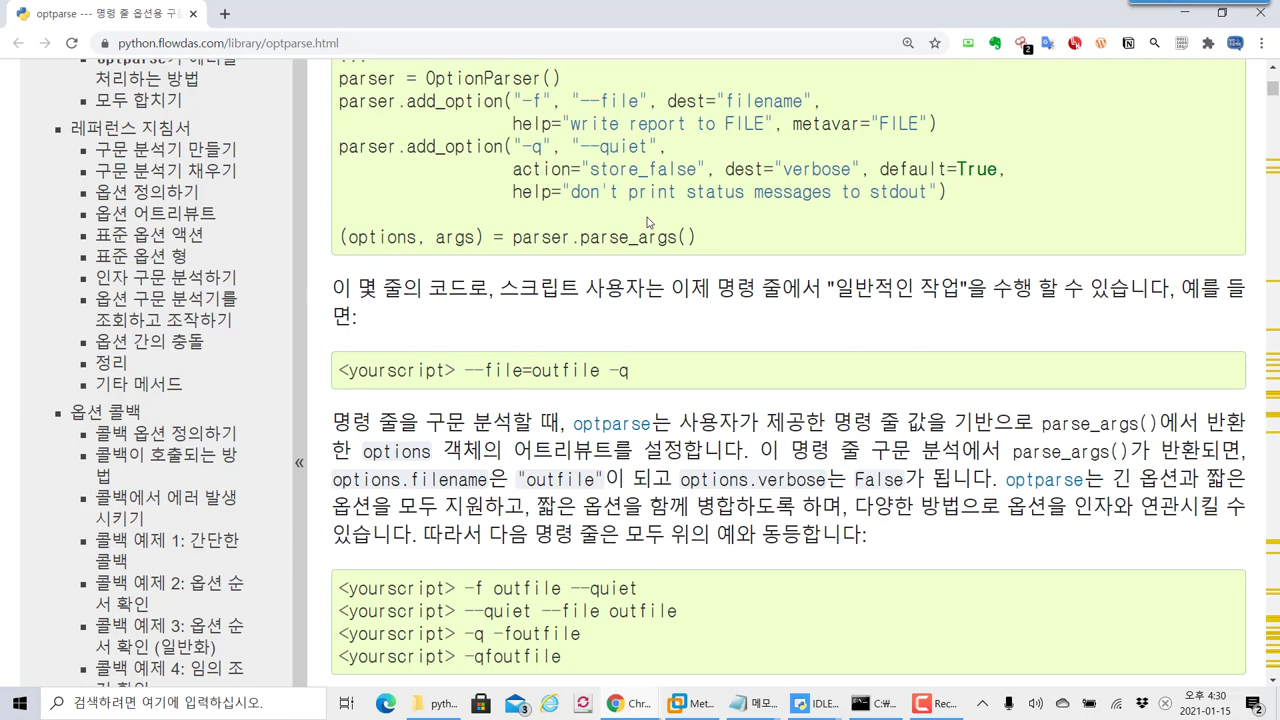 optparse --- 명령 줄 옵션용 구문
python.flowdas.com/library/optparse.html
2
처리하는 방법
모두 합치기
레퍼런스 지침서
구문 분석기 만들기
구문 분석기 채우기
옵션 정의하기
옵션 어트리뷰트
표준 옵션 액션
표준 옵션 형
인자 구문 분석하기
옵션 구문 분석기를
조회하고 조작하기
옵션 간의 충돌
정리
기타 메서드
옵션 콜백
콜백 옵션 정의하기
콜백이 호출되는 방
법
콜백에서 에러 발생
시키기
콜백 예제 1: 간단한
콜백
콜백 예제 2: 옵션 순
서 확인
콜백 예제 3: 옵션 순
서 확인 (일반화)
콜백 예제 4: 임의 조
«
...
parser = OptionParser()
parser.add_option("-f", "--file", dest="filename",
help="write report to FILE", metavar="FILE")
parser.add_option("-q", "--quiet",
action="store_false", dest="verbose", default=True,
help="don't print status messages to stdout")
(options, args) = parser.parse_args()
이 몇 줄의 코드로, 스크립트 사용자는 이제 명령 줄에서 "일반적인 작업"을 수행 할 수 있습니다, 예를 들
면:
<yourscript> --file=outfile -q
명령 줄을 구문 분석할 때, optparse는 사용자가 제공한 명령 줄 값을 기반으로 parse_args()에서 반환
한 options 객체의 어트리뷰트를 설정합니다. 이 명령 줄 구문 분석에서 parse_args()가 반환되면,
options.filename은 "outfile"이 되고 options.verbose는 False가 됩니다. optparse는 긴 옵션과 짧은
옵션을 모두 지원하고, 짧은 옵션을 함께 병합하도록 하며, 다양한 방법으로 옵션을 인자와 연관시킬 수
있습니다. 따라서 다음 명령 줄은 모두 위의 예와 동등합니다:
<yourscript> -f outfile --quiet
<yourscript> --quiet --file outfile
<yourscript> -q -foutfile
<yourscript> -qfoutfile
검색하려면 여기에 입력하십시오.
3
pyth...
Chr...
Met...
메모...
IDLE...
C:₩...
Rec...
오후 4:30
2021-01-15
2